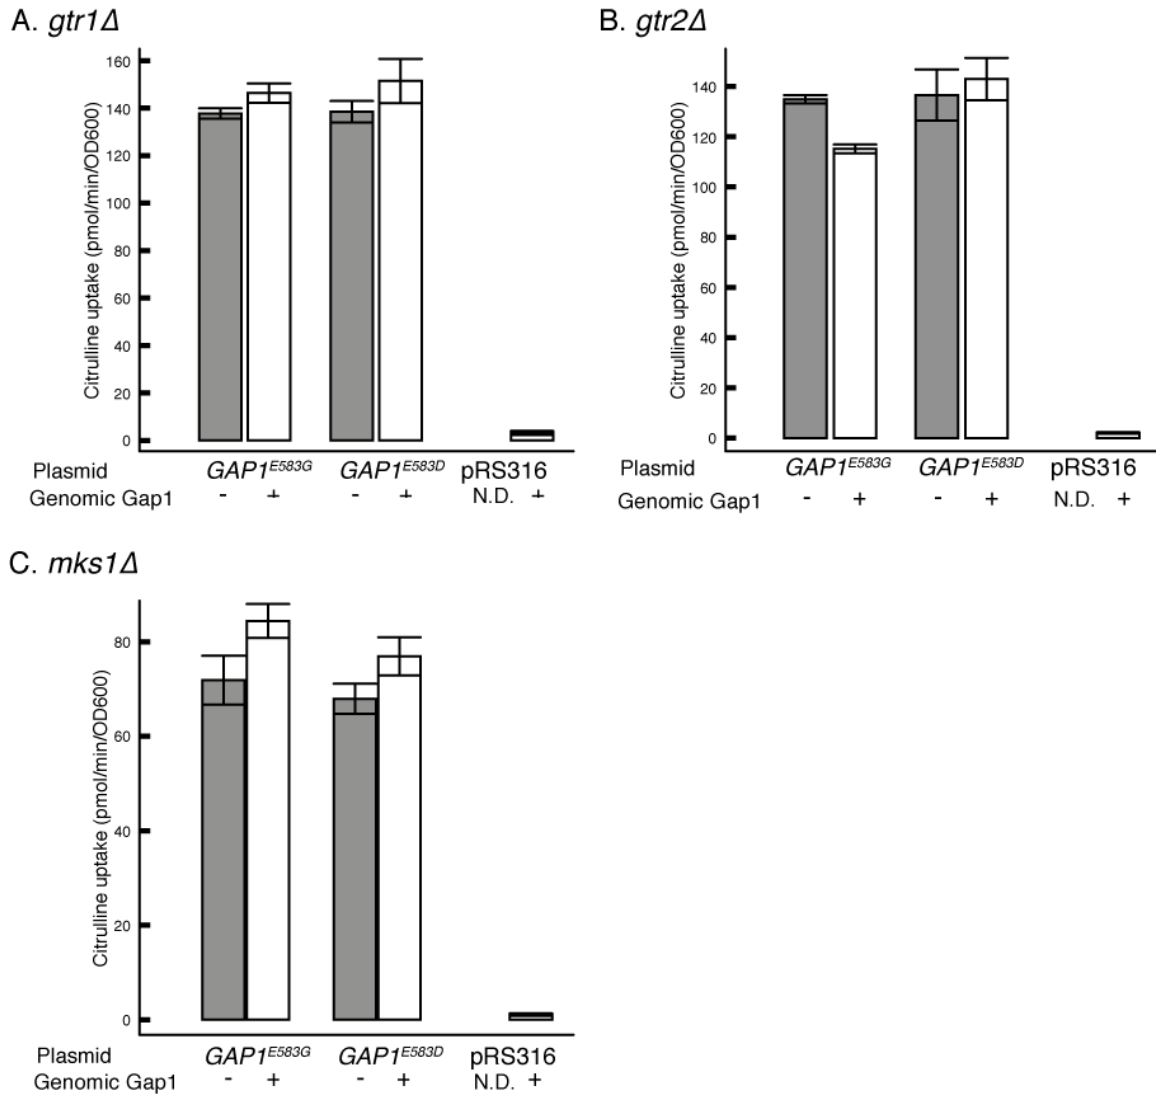 A. gtr1Δ
Citrulline uptake (pmol/min/OD600)
160
140
120
100
80
60
40
20
0
Plasmid GAP1E583G GAP1E583D pRS316
Genomic Gap1 - + - + N.D. +
B. gtr2Δ
Citrulline uptake (pmol/min/OD600)
140
120
100
80
60
40
20
0
Plasmid GAP1E583G GAP1E583D pRS316
Genomic Gap1 - + - + N.D. +
C. mks1Δ
Citrulline uptake (pmol/min/OD600)
80
60
40
20
0
Plasmid GAP1E583G GAP1E583D pRS316
Genomic Gap1 - + - + N.D. +